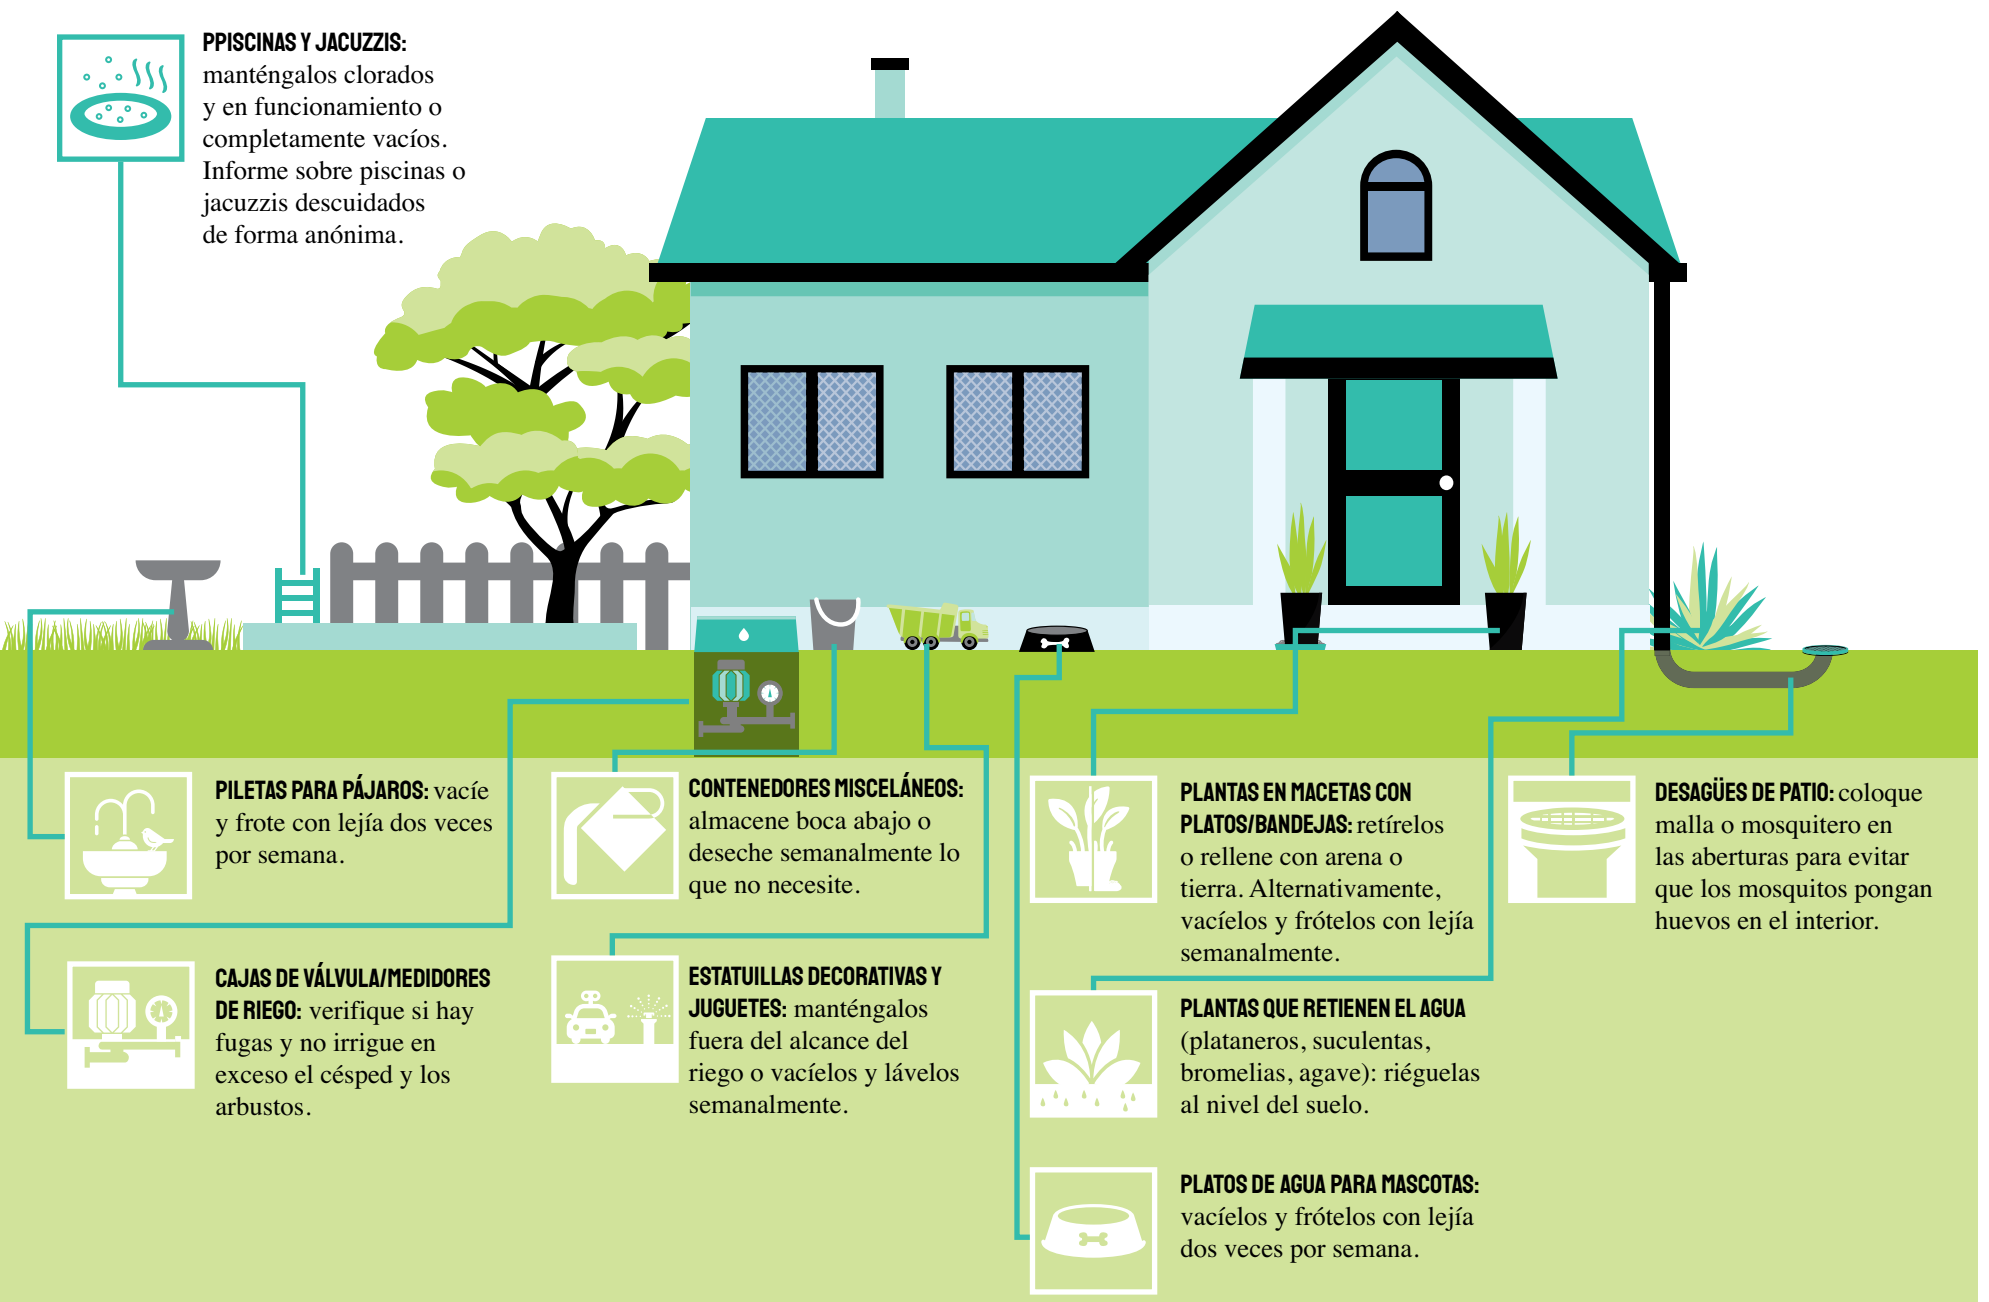 PPISCINAS Y JACUZZIS:
manténgalos clorados
y en funcionamiento o
completamente vacíos.
Informe sobre piscinas o
jacuzzis descuidados
de forma anónima.
PILETAS PARA PÁJAROS: vacíe
y frote con lejía dos veces
por semana.
CAJAS DE VÁLVULA/MEDIDORES
DE RIEGO: verifique si hay
fugas y no irrigue en
exceso el césped y los
arbustos.
CONTENEDORES MISCELÁNEOS:
almacene boca abajo o
deseche semanalmente lo
que no necesite.
ESTATUILLAS DECORATIVAS Y
JUGUETES: manténgalos
fuera del alcance del
riego o vacíelos y lávelos
semanalmente.
PLANTAS EN MACETAS CON
PLATOS/BANDEJAS: retírelos
o rellene con arena o
tierra. Alternativamente,
vacíelos y frótelos con lejía
semanalmente.
PLANTAS QUE RETIENEN EL AGUA
(plataneros, suculentas,
bromelias, agave): riéguelas
al nivel del suelo.
PLATOS DE AGUA PARA MASCOTAS:
vacíelos y frótelos con lejía
dos veces por semana.
DESAGÜES DE PATIO: coloque
malla o mosquitero en
las aberturas para evitar
que los mosquitos pongan
huevos en el interior.